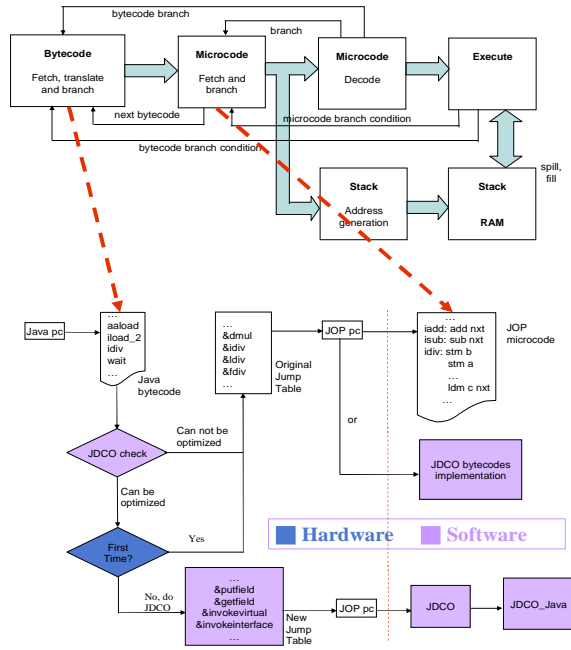 bytecode branch
branch
Bytecode
Fetch, translate
and branch
Microcode
Fetch and
branch
Microcode
Decode
Execute
next bytecode
microcode branch condition
bytecode branch condition
Stack
Address
generation
Stack
RAM
spill,
fill
Java pc
...
aaload
iload_2
idiv
wait
...
Java
bytecode
...
&dmul
&idiv
&ldiv
&fdiv
...
Original
Jump
Table
JOP pc
...
iadd: add nxt
isub: sub nxt
idiv: stm b
stm a
...
ldm c nxt
...
JOP
microcode
JDCO check
Can not be
optimized
or
JDCO bytecodes
implementation
Can be
optimized
First
Time?
Yes
Hardware
Software
No, do
JDCO
...
&putfield
&getfield
&invokevirtual
&invokeinterface
...
New
Jump
Table
JOP pc
JDCO
JDCO_Java